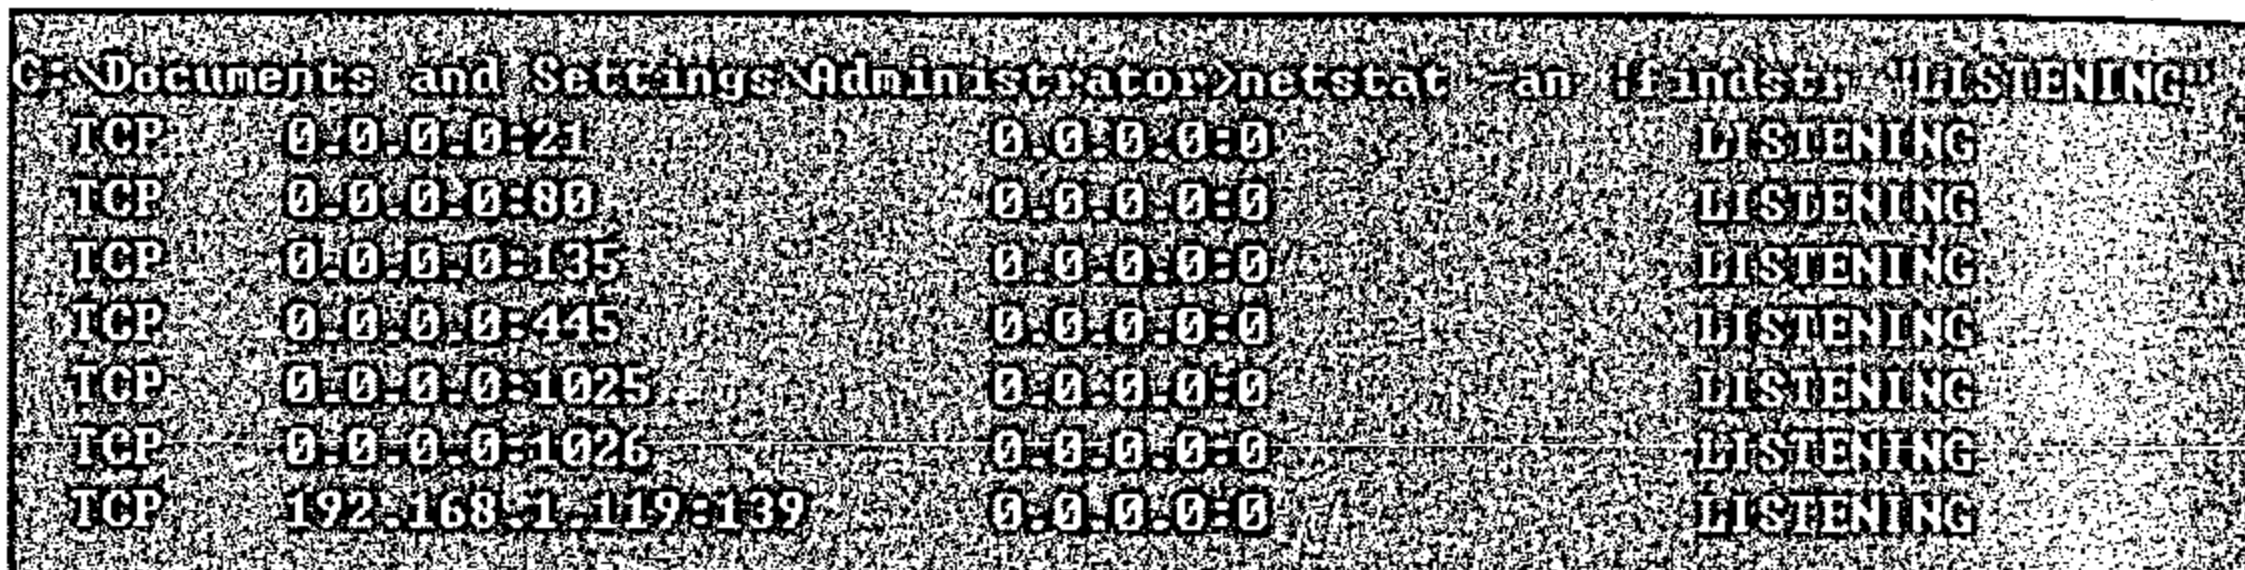 C:\Documents and Settings\Administrator>netstat -an |findstr "LISTENING"
TCP 0.0.0.0:21 0.0.0.0:0 LISTENING
TCP 0.0.0.0:80 0.0.0.0:0 LISTENING
TCP 0.0.0.0:135 0.0.0.0:0 LISTENING
TCP 0.0.0.0:445 0.0.0.0:0 LISTENING
TCP 0.0.0.0:1025 0.0.0.0:0 LISTENING
TCP 0.0.0.0:1026 0.0.0.0:0 LISTENING
TCP 192.168.1.119:139 0.0.0.0:0 LISTENING